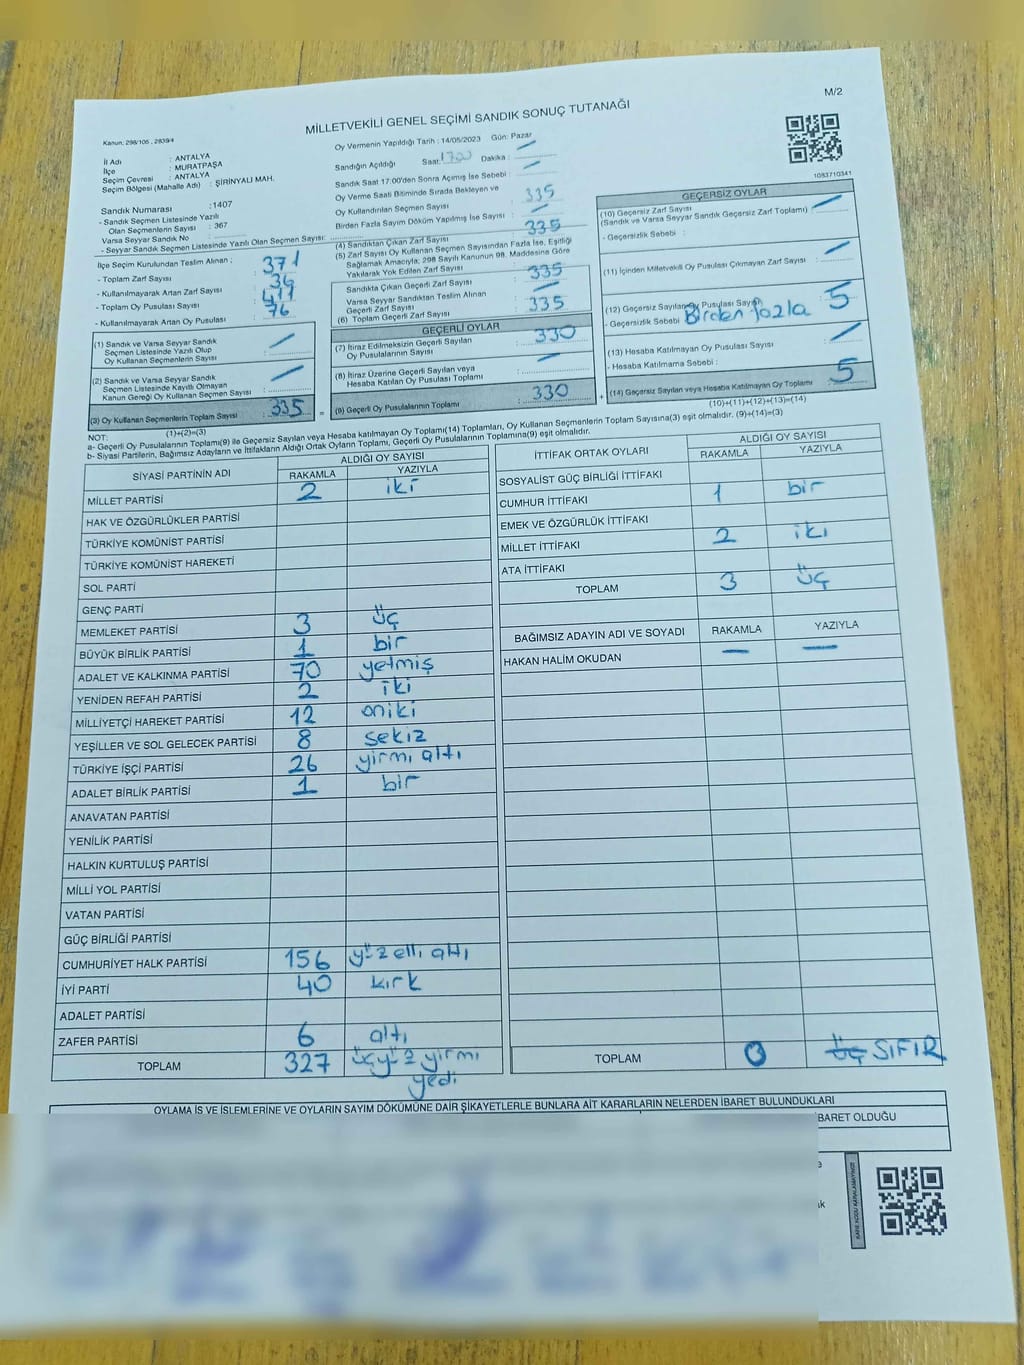 M/2
MİLLETVEKİLİ GENEL SEÇİMİ SANDIK SONUÇ TUTANAĞI
Kanun; 298/106 , 2839/4
İl Adı : ANTALYA
İlçe : MURATPAŞA
Seçim Çevresi : ANTALYA
Seçim Bölgesi (Mahalle Adı) : ŞİRİNYALI MAH.
Sandık Numarası :1407
- Sandık Seçmen Listesinde Yazılı
Olan Seçmenlerin Sayısı : 367
Varsa Seyyar Sandık No :
- Seyyar Sandık Seçmen Listesinde Yazılı Olan Seçmen Sayısı:
İlçe Seçim Kurulundan Teslim Alınan ;
- Toplam Zarf Sayısı 371
- Kullanılmayarak Artan Zarf Sayısı 36
- Toplam Oy Pusulası Sayısı 411
- Kullanılmayarak Artan Oy Pusulası 76
(1) Sandık ve Varsa Seyyar Sandık
Seçmen Listesinde Yazılı Olup
Oy Kullanan Seçmenlerin Sayısı —
(2) Sandık ve Varsa Seyyar Sandık
Seçmen Listesinde Kayıtlı Olmayan
Kanun Gereği Oy Kullanan Seçmen Sayısı —
(3) Oy Kullanan Seçmenlerin Toplam Sayısı 335
(1)+(2)=(3)
Oy Vermenin Yapıldığı Tarih : 14/05/2023 Gün: Pazar
Sandığın Açıldığı Saat: 1700 Dakika : —
Sandık Saat 17:00'den Sonra Açılmış İse Sebebi : —
Oy Verme Saati Bitiminde Sırada Bekleyen ve
Oy Kullandırılan Seçmen Sayısı 335
Birden Fazla Sayım Döküm Yapılmış İse Sayısı : —
(4) Sandıktan Çıkan Zarf Sayısı 335
(5) Zarf Sayısı Oy Kullanan Seçmen Sayısından Fazla İse, Eşitliği
Sağlamak Amacıyla; 298 Sayılı Kanunun 98. Maddesine Göre
Yakılarak Yok Edilen Zarf Sayısı :
Sandıkta Çıkan Geçerli Zarf Sayısı 335
Varsa Seyyar Sandıktan Teslim Alınan
Geçerli Zarf Sayısı : —
(6) Toplam Geçerli Zarf Sayısı 335
GEÇERLİ OYLAR
(7) İtiraz Edilmeksizin Geçerli Sayılan
Oy Pusulalarının Sayısı 330
(8) İtiraz Üzerine Geçerli Sayılan veya
Hesaba Katılan Oy Pusulası Toplamı —
= (9) Geçerli Oy Pusulalarının Toplamı 330 +
1083710341
GEÇERSİZ OYLAR
(10) Geçersiz Zarf Sayısı
(Sandık ve Varsa Seyyar Sandık Geçersiz Zarf Toplamı) —
- Geçersizlik Sebebi :
(11) İçinden Milletvekili Oy Pusulası Çıkmayan Zarf Sayısı —
(12) Geçersiz Sayılan Oy Pusulası Sayısı 5
- Geçersizlik Sebebi Birden fazla
(13) Hesaba Katılmayan Oy Pusulası Sayısı —
- Hesaba Katılmama Sebebi :
(14) Geçersiz Sayılan veya Hesaba Katılmayan Oy Toplamı 5
(10)+(11)+(12)+(13)=(14)
NOT:
a- Geçerli Oy Pusulalarının Toplamı(9) ile Geçersiz Sayılan veya Hesaba katılmayan Oy Toplamı(14) Toplamları, Oy Kullanan Seçmenlerin Toplam Sayısına(3) eşit olmalıdır. (9)+(14)=(3)
b- Siyasi Partilerin, Bağımsız Adayların ve İttifakların Aldığı Ortak Oyların Toplamı, Geçerli Oy Pusulalarının Toplamına(9) eşit olmalıdır.
SİYASİ PARTİNİN ADI ALDIĞI OY SAYISI
RAKAMLA YAZIYLA
MİLLET PARTİSİ 2 iki
HAK VE ÖZGÜRLÜKLER PARTİSİ
TÜRKİYE KOMÜNİST PARTİSİ
TÜRKİYE KOMÜNİST HAREKETİ
SOL PARTİ
GENÇ PARTİ
MEMLEKET PARTİSİ 3 üç
BÜYÜK BİRLİK PARTİSİ 1 bir
ADALET VE KALKINMA PARTİSİ 70 yetmiş
YENİDEN REFAH PARTİSİ 2 iki
MİLLİYETÇİ HAREKET PARTİSİ 12 oniki
YEŞİLLER VE SOL GELECEK PARTİSİ 8 sekiz
TÜRKİYE İŞÇİ PARTİSİ 26 yirmi altı
ADALET BİRLİK PARTİSİ 1 bir
ANAVATAN PARTİSİ
YENİLİK PARTİSİ
HALKIN KURTULUŞ PARTİSİ
MİLLİ YOL PARTİSİ
VATAN PARTİSİ
GÜÇ BİRLİĞİ PARTİSİ
CUMHURİYET HALK PARTİSİ 156 yüzelli altı
İYİ PARTİ 40 kırk
ADALET PARTİSİ
ZAFER PARTİSİ 6 altı
TOPLAM 327 üçyüz yirmi
yedi
İTTİFAK ORTAK OYLARI ALDIĞI OY SAYISI
RAKAMLA YAZIYLA
SOSYALİST GÜÇ BİRLİĞİ İTTİFAKI
CUMHUR İTTİFAKI 1 bir
EMEK VE ÖZGÜRLÜK İTTİFAKI
MİLLET İTTİFAKI 2 iki
ATA İTTİFAKI
TOPLAM 3 üç
BAĞIMSIZ ADAYIN ADI VE SOYADI RAKAMLA YAZIYLA
HAKAN HALİM OKUDAN — —
TOPLAM 0 üç SIFIR
OYLAMA İŞ VE İŞLEMLERİNE VE OYLARIN SAYIM DÖKÜMÜNE DAİR ŞİKAYETLERLE BUNLARA AİT KARARLARIN NELERDEN İBARET BULUNDUKLARI
İBARET OLDUĞU